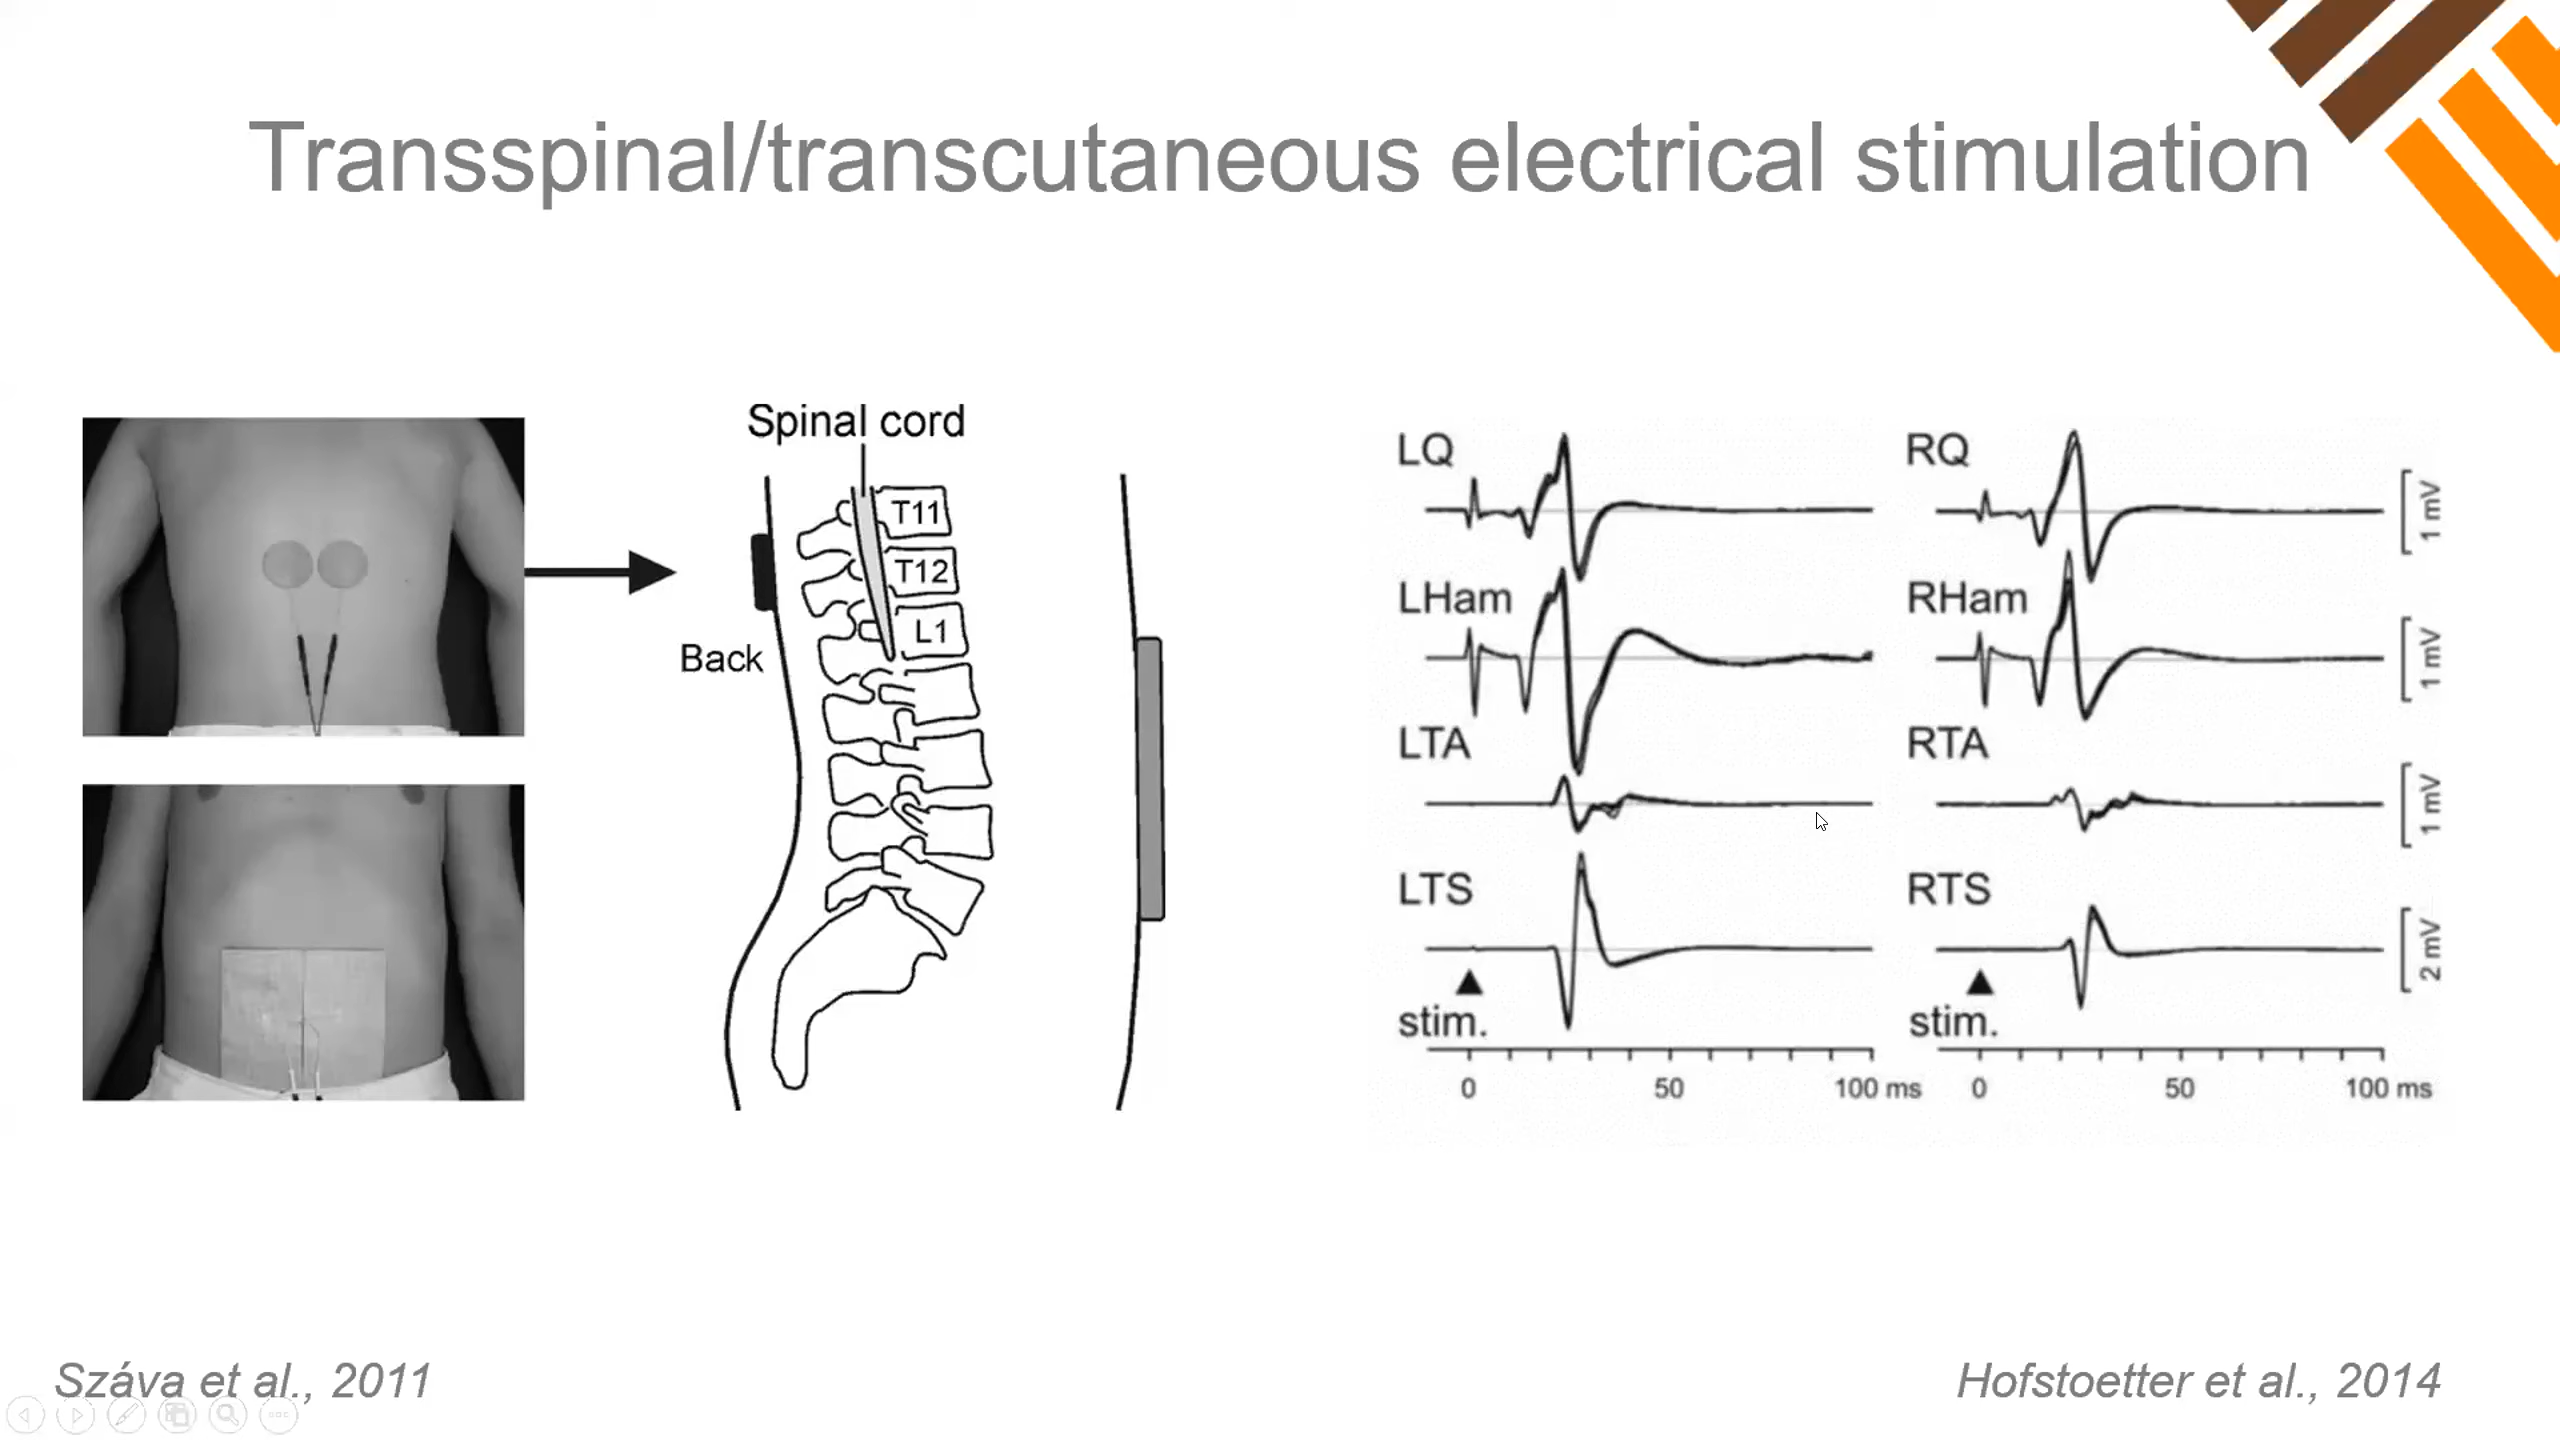 Transspinal/transcutaneous electrical stimulation
Spinal cord
T11
T12
L1
Back
LQ
RQ
1 mV
LHam
RHam
1 mV
LTA
RTA
1 mV
LTS
RTS
2 mV
stim.
stim.
0 50 100 ms
0 50 100 ms
Száva et al., 2011
Hofstoetter et al., 2014